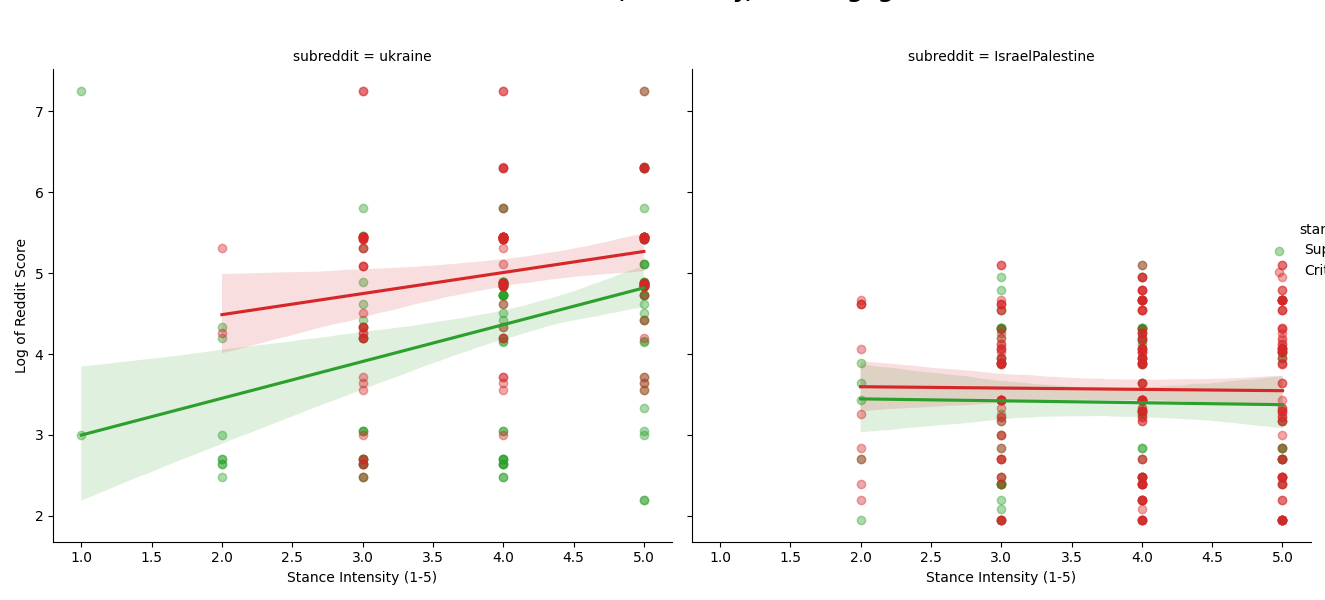 subreddit = ukraine
subreddit = IsraelPalestine
Log of Reddit Score
7
6
5
4
3
2
1.0 1.5 2.0 2.5 3.0 3.5 4.0 4.5 5.0
1.0 1.5 2.0 2.5 3.0 3.5 4.0 4.5 5.0
Stance Intensity (1-5)
Stance Intensity (1-5)
star
Sup
Crit